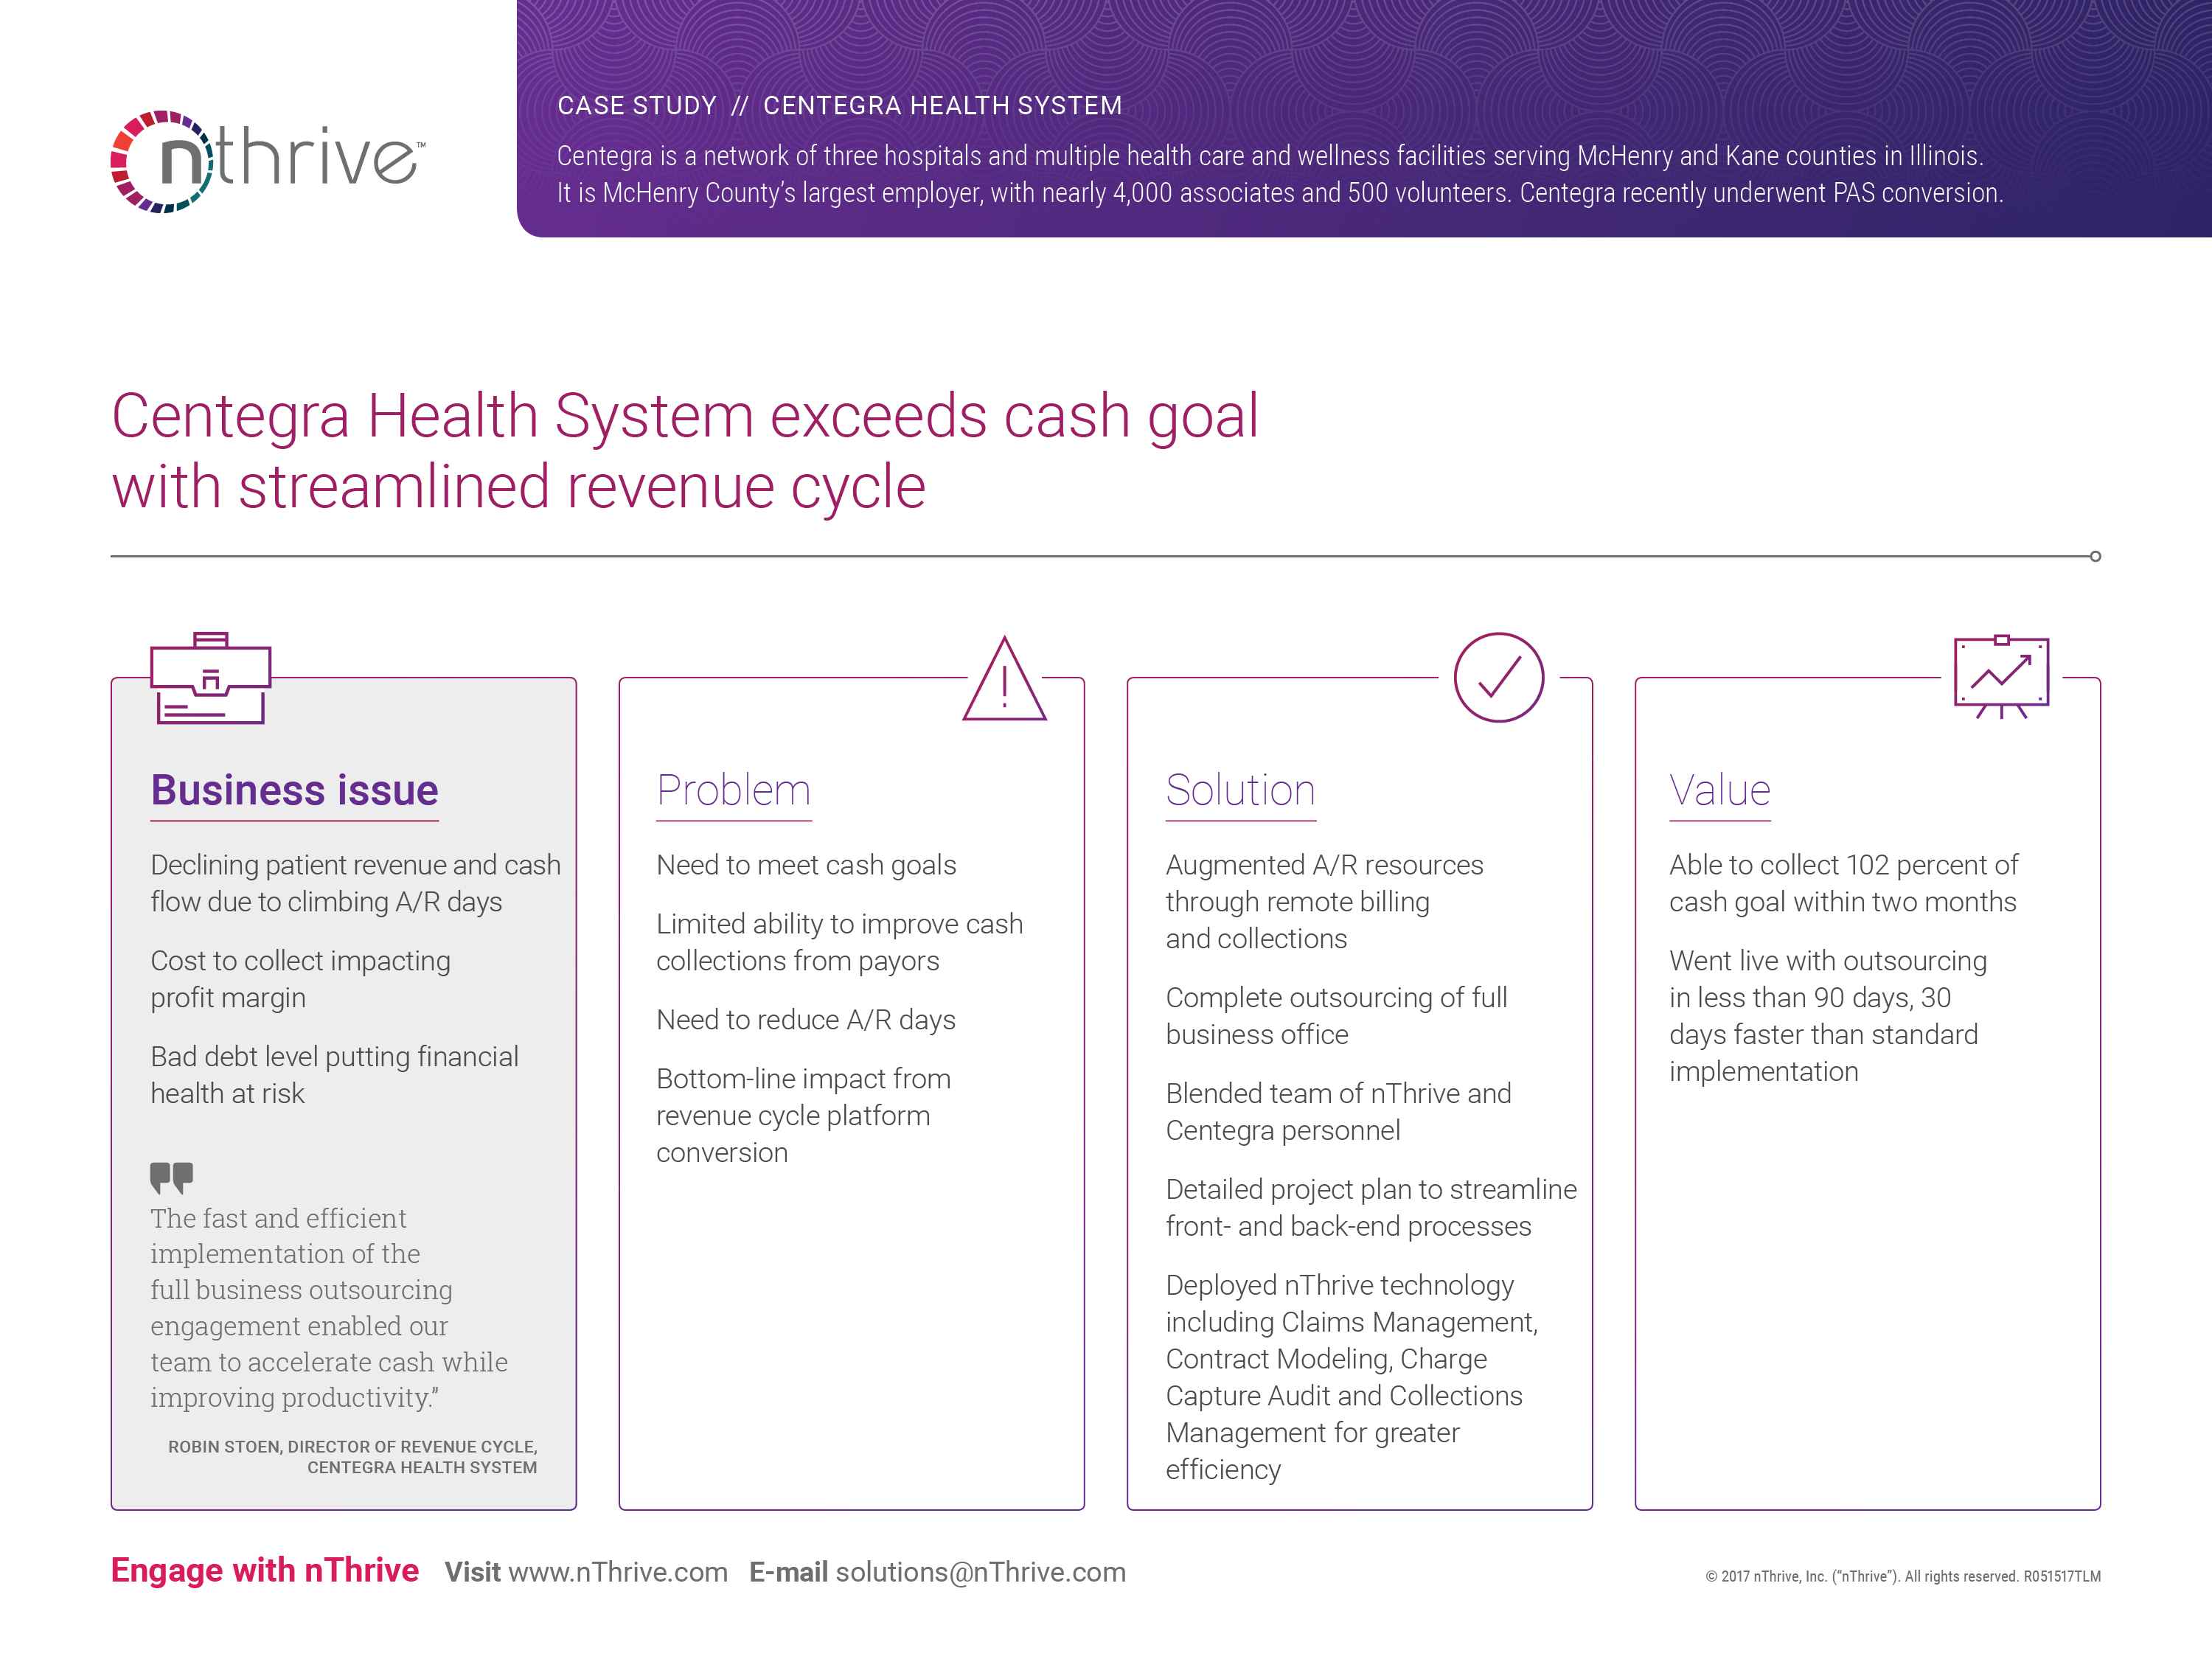 nthrive™
CASE STUDY // CENTEGRA HEALTH SYSTEM
Centegra is a network of three hospitals and multiple health care and wellness facilities serving McHenry and Kane counties in Illinois.
It is McHenry County’s largest employer, with nearly 4,000 associates and 500 volunteers. Centegra recently underwent PAS conversion.
Centegra Health System exceeds cash goal
with streamlined revenue cycle
Business issue
Declining patient revenue and cash
flow due to climbing A/R days
Cost to collect impacting
profit margin
Bad debt level putting financial
health at risk
The fast and efficient
implementation of the
full business outsourcing
engagement enabled our
team to accelerate cash while
improving productivity.”
ROBIN STOEN, DIRECTOR OF REVENUE CYCLE,
CENTEGRA HEALTH SYSTEM
Problem
Need to meet cash goals
Limited ability to improve cash
collections from payors
Need to reduce A/R days
Bottom-line impact from
revenue cycle platform
conversion
Solution
Augmented A/R resources
through remote billing
and collections
Complete outsourcing of full
business office
Blended team of nThrive and
Centegra personnel
Detailed project plan to streamline
front- and back-end processes
Deployed nThrive technology
including Claims Management,
Contract Modeling, Charge
Capture Audit and Collections
Management for greater
efficiency
Value
Able to collect 102 percent of
cash goal within two months
Went live with outsourcing
in less than 90 days, 30
days faster than standard
implementation
Engage with nThrive Visit www.nThrive.com E-mail solutions@nThrive.com
© 2017 nThrive, Inc. (“nThrive”). All rights reserved. R051517TLM